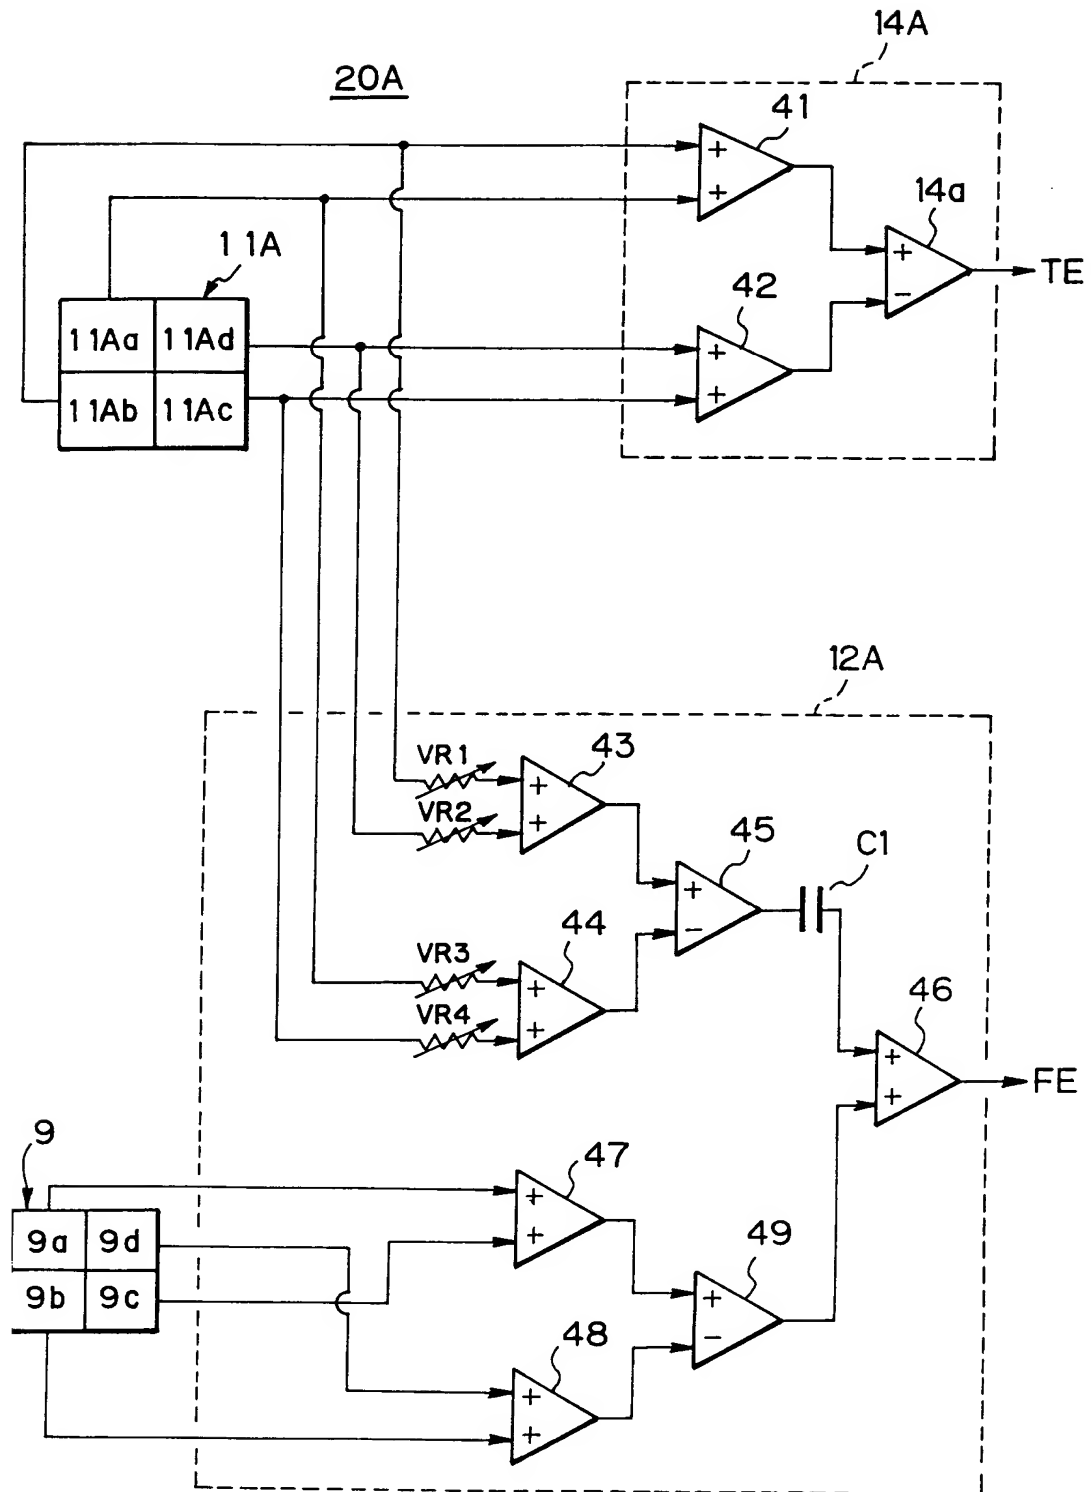 14A
20A
41
+
+
14a
11A
+
−
TE
42
11Aa 11Ad
+
11Ab 11Ac
+
12A
VR1
43
+
VR2
+
45
C1
+
−
VR3
44
+
VR4
+
46
+
+
FE
9
47
+
9a 9d
+
49
9b 9c
+
−
48
+
+